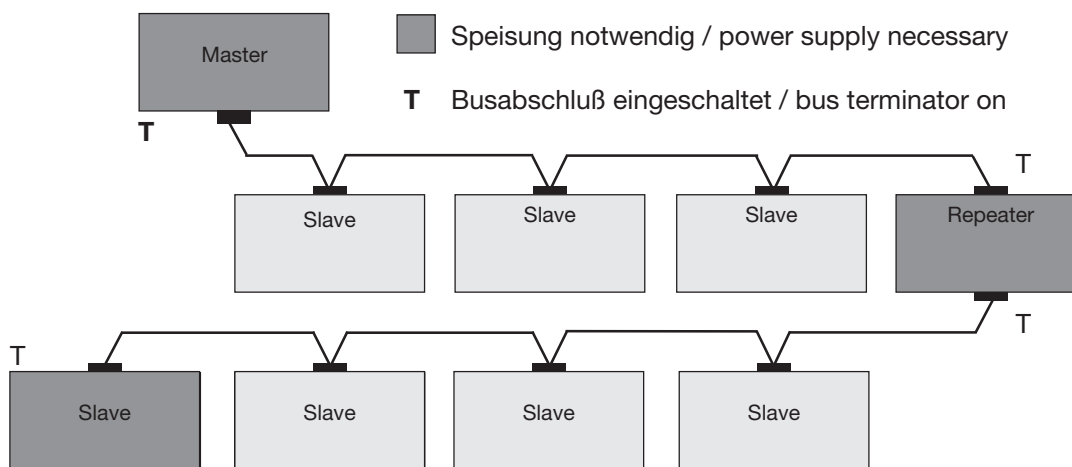 Master
Speisung notwendig / power supply necessary
T Busabschluß eingeschaltet / bus terminator on
T
T
Slave
Slave
Slave
Repeater
T
T
Slave
Slave
Slave
Slave